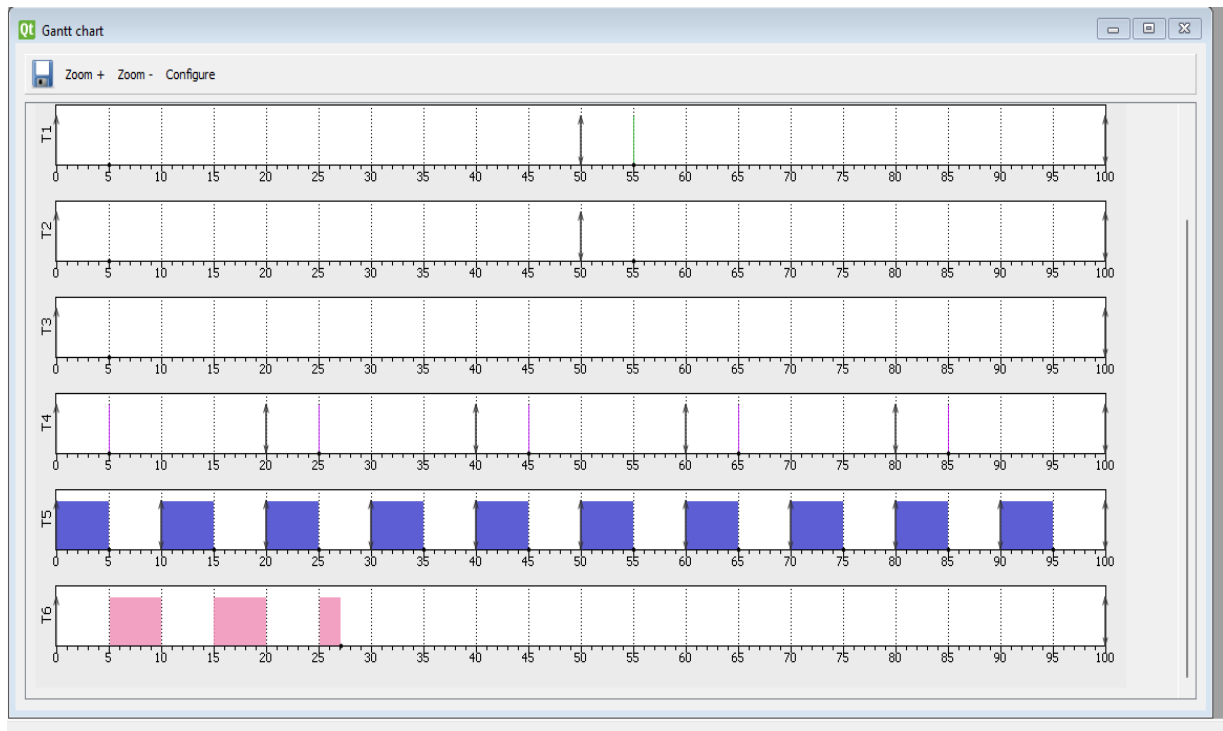 Qt Gantt chart
Zoom + Zoom - Configure
T1
0 5 10 15 20 25 30 35 40 45 50 55 60 65 70 75 80 85 90 95 100
T2
0 5 10 15 20 25 30 35 40 45 50 55 60 65 70 75 80 85 90 95 100
T3
0 5 10 15 20 25 30 35 40 45 50 55 60 65 70 75 80 85 90 95 100
T4
0 5 10 15 20 25 30 35 40 45 50 55 60 65 70 75 80 85 90 95 100
T5
0 5 10 15 20 25 30 35 40 45 50 55 60 65 70 75 80 85 90 95 100
T6
0 5 10 15 20 25 30 35 40 45 50 55 60 65 70 75 80 85 90 95 100